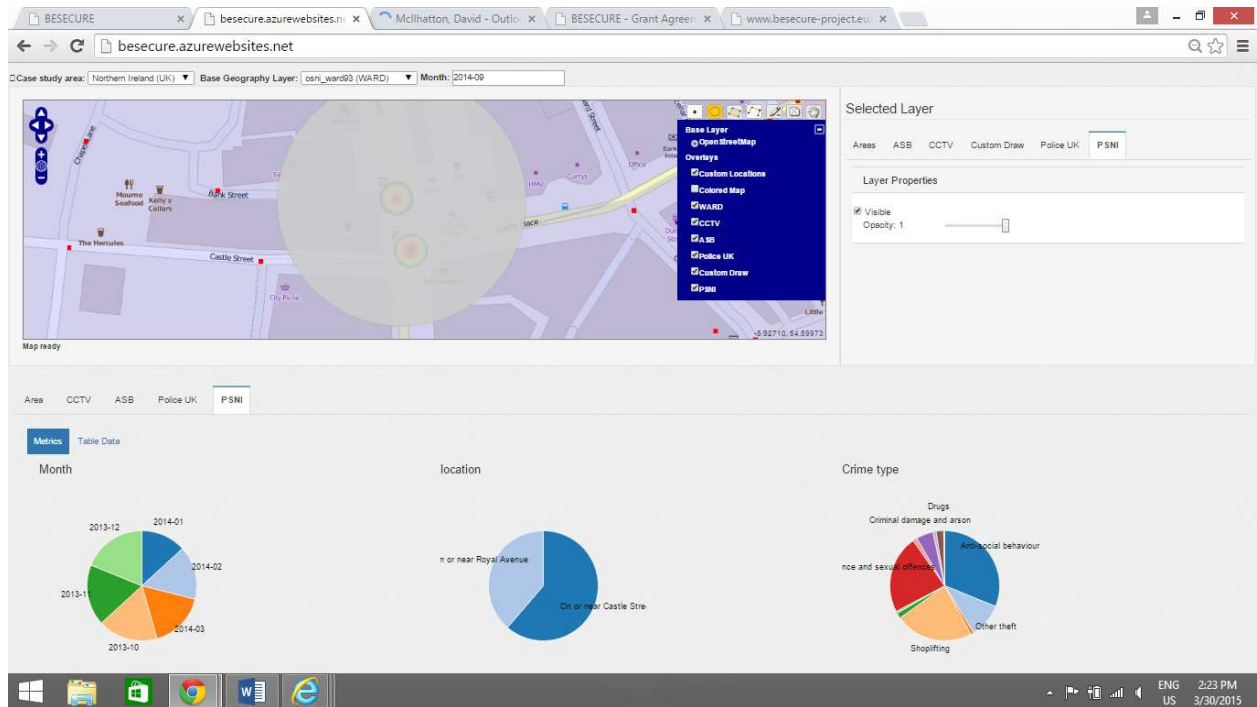 BESECURE
besecure.azurewebsites.ne
McIlhatton, David - Outlo
BESECURE - Grant Agreem
www.besecure-project.eu/
besecure.azurewebsites.net
Case study area: Northern Ireland (UK) Base Geography Layer: osni_ward93 (WARD) Month: 2014-09
Chapel Lane
Bank Street
Mourne Seafood
Kelly's Cellars
The Hercules
Castle Street
City Picnic
HMV
Currys
Office
Little
-5.92710, 54.59973
Base Layer
OpenStreetMap
Overlays
Custom Locations
Colored Map
WARD
CCTV
ASB
Police UK
Custom Draw
PSNI
Map ready
Selected Layer
Areas ASB CCTV Custom Draw Police UK PSNI
Layer Properties
Visible
Opacity: 1
Area CCTV ASB Police UK PSNI
Metrics Table Data
Month
2013-12
2014-01
2014-02
2013-11
2014-03
2013-10
location
n or near Royal Avenue
On or near Castle Stre
Crime type
Drugs
Criminal damage and arson
Anti-social behaviour
nce and sexual offences
Other theft
Shoplifting
ENG 2:23 PM
US 3/30/2015